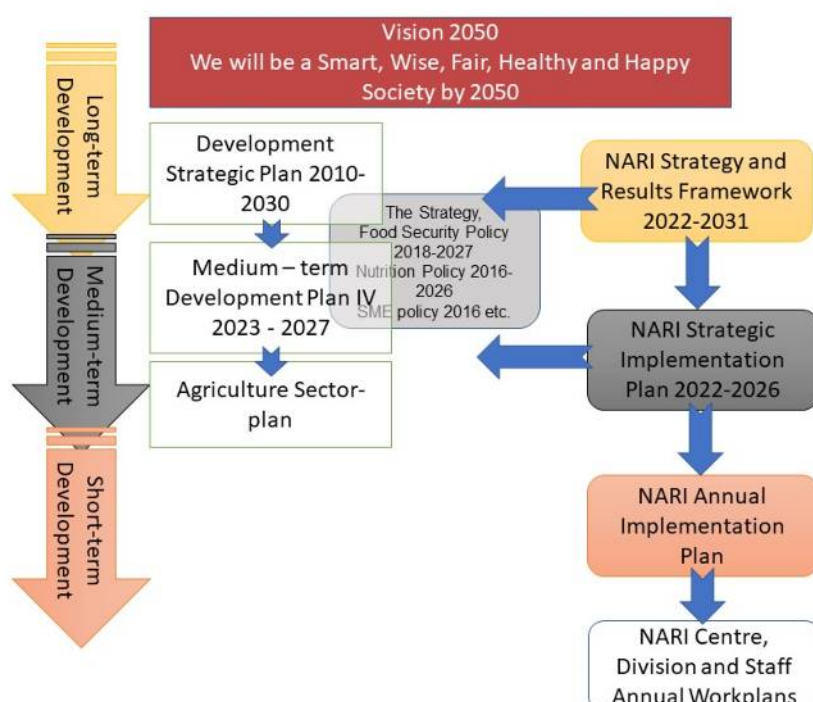 Vision 2050
We will be a Smart, Wise, Fair, Healthy and Happy
Society by 2050
Long-term
Development
Medium-term
Development
Short-term
Development
Development
Strategic Plan 2010-
2030
Medium – term
Development Plan IV
2023 - 2027
Agriculture Sector-
plan
The Strategy,
Food Security Policy
2018-2027
Nutrition Policy 2016-
2026
SME policy 2016 etc.
NARI Strategy and
Results Framework
2022-2031
NARI Strategic
Implementation
Plan 2022-2026
NARI Annual
Implementation
Plan
NARI Centre,
Division and Staff
Annual Workplans